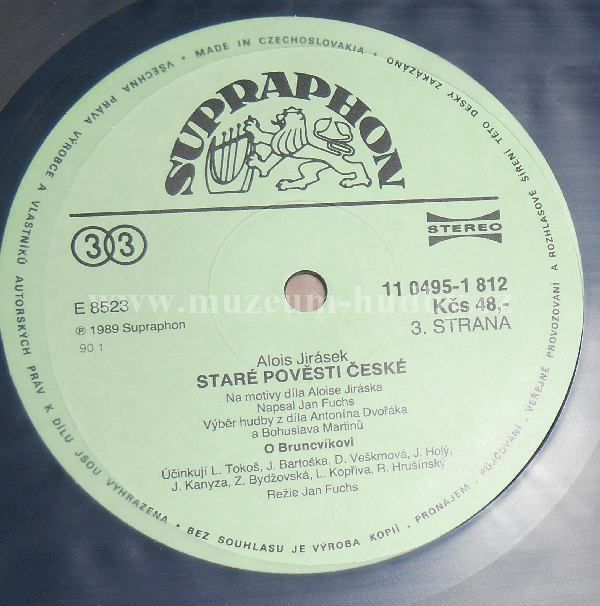 VŠECHNA PRÁVA VÝROBCE A VLASTNÍKŮ AUTORSKÝCH PRÁV K DÍLU JSOU VYHRAZENA • BEZ SOUHLASU JE VÝROBA KOPIÍ, PRONÁJEM, PŮJČOVÁNÍ, VEŘEJNÉ PROVOZOVÁNÍ A ROZHLASOVÉ ŠÍŘENÍ TÉTO DESKY ZAKÁZÁNO • MADE IN CZECHOSLOVAKIA •
SUPRAPHON
33
STEREO
E 8523
11 0495-1 812
Kčs 48,-
℗ 1989 Supraphon
3. STRANA
90 1
www.muzeum-hud
Alois Jirásek
STARÉ POVĚSTI ČESKÉ
Na motivy díla Aloise Jiráska
Napsal Jan Fuchs
Výběr hudby z díla Antonína Dvořáka
a Bohuslava Martinů
O Bruncvíkovi
Účinkují L. Tokoš, J. Bartoška, D. Veškrnová, J. Holý,
J. Kanyza, Z. Bydžovská, L. Kopřiva, R. Hrušínský
Režie Jan Fuchs